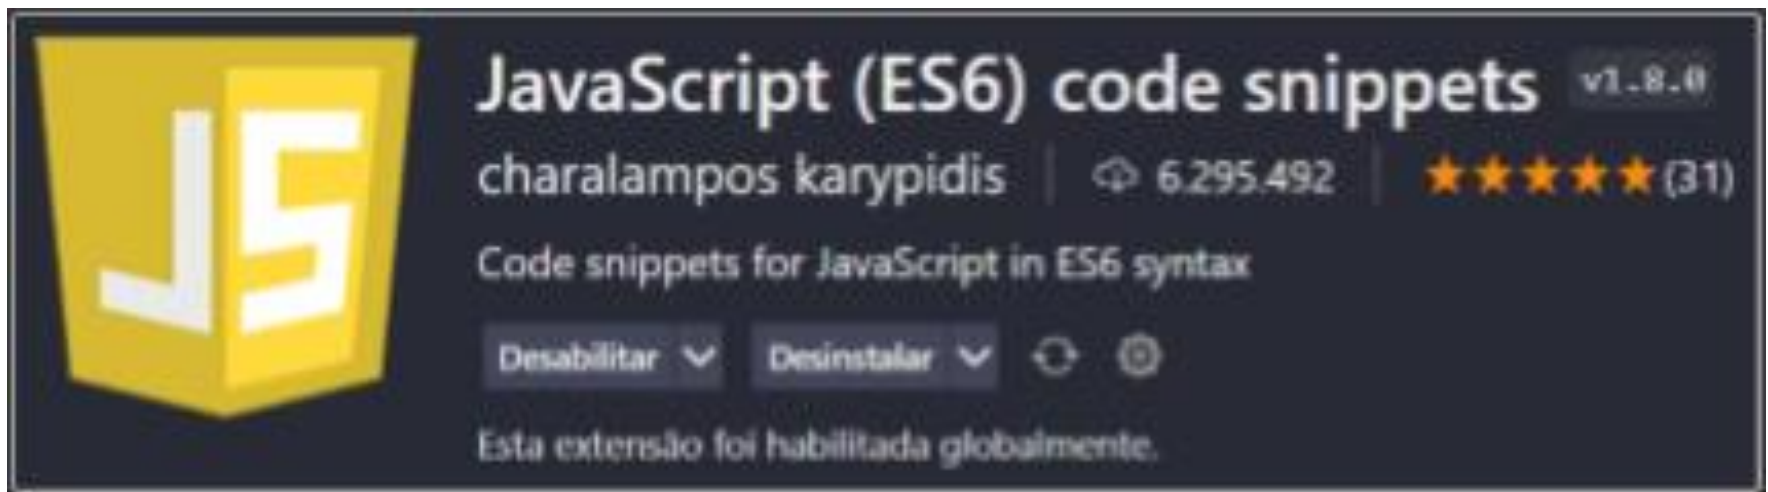 JS
JavaScript (ES6) code snippets v1.8.0
charalampos karypidis 6.295.492 (31)
Code snippets for JavaScript in ES6 syntax
Desabilitar Desinstalar
Esta extensão foi habilitada globalmente.